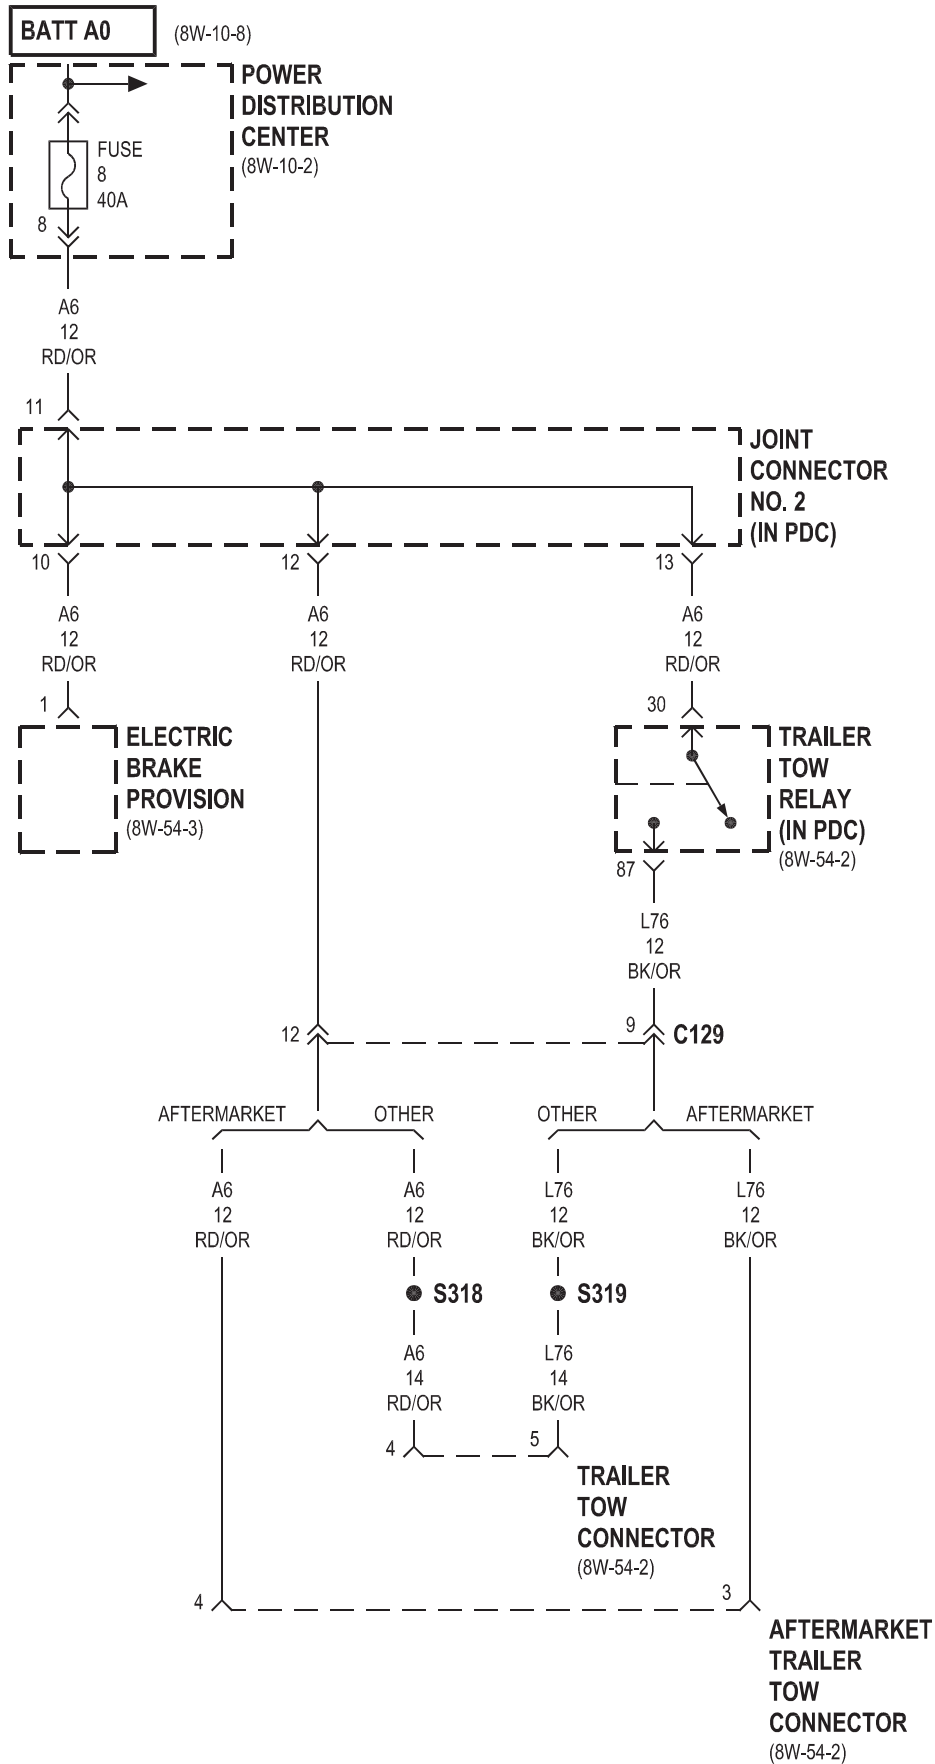 BATT A0
(8W-10-8)
POWER
DISTRIBUTION
CENTER
(8W-10-2)
FUSE
8
40A
8
A6
12
RD/OR
11
JOINT
CONNECTOR
NO. 2
(IN PDC)
10
12
13
A6
12
RD/OR
A6
12
RD/OR
A6
12
RD/OR
1
ELECTRIC
BRAKE
PROVISION
(8W-54-3)
30
TRAILER
TOW
RELAY
(IN PDC)
(8W-54-2)
87
L76
12
BK/OR
12
9
C129
AFTERMARKET
OTHER
OTHER
AFTERMARKET
A6
12
RD/OR
A6
12
RD/OR
L76
12
BK/OR
L76
12
BK/OR
S318
S319
A6
14
RD/OR
L76
14
BK/OR
4
5
TRAILER
TOW
CONNECTOR
(8W-54-2)
4
3
AFTERMARKET
TRAILER
TOW
CONNECTOR
(8W-54-2)